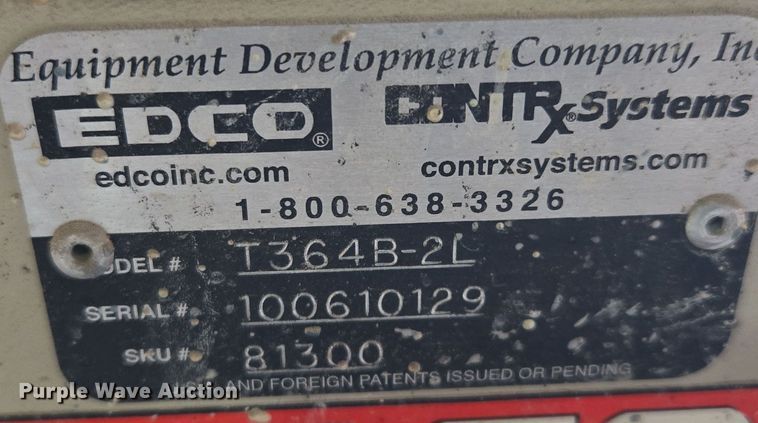 Equipment Development Company, Inc
EDCO® CONTRx® Systems
edcoinc.com contrxsystems.com
1-800-638-3326
MODEL # T364B-2L
SERIAL # 100610129
SKU # 81300
AND FOREIGN PATENTS ISSUED OR PENDING
Purple Wave Auction